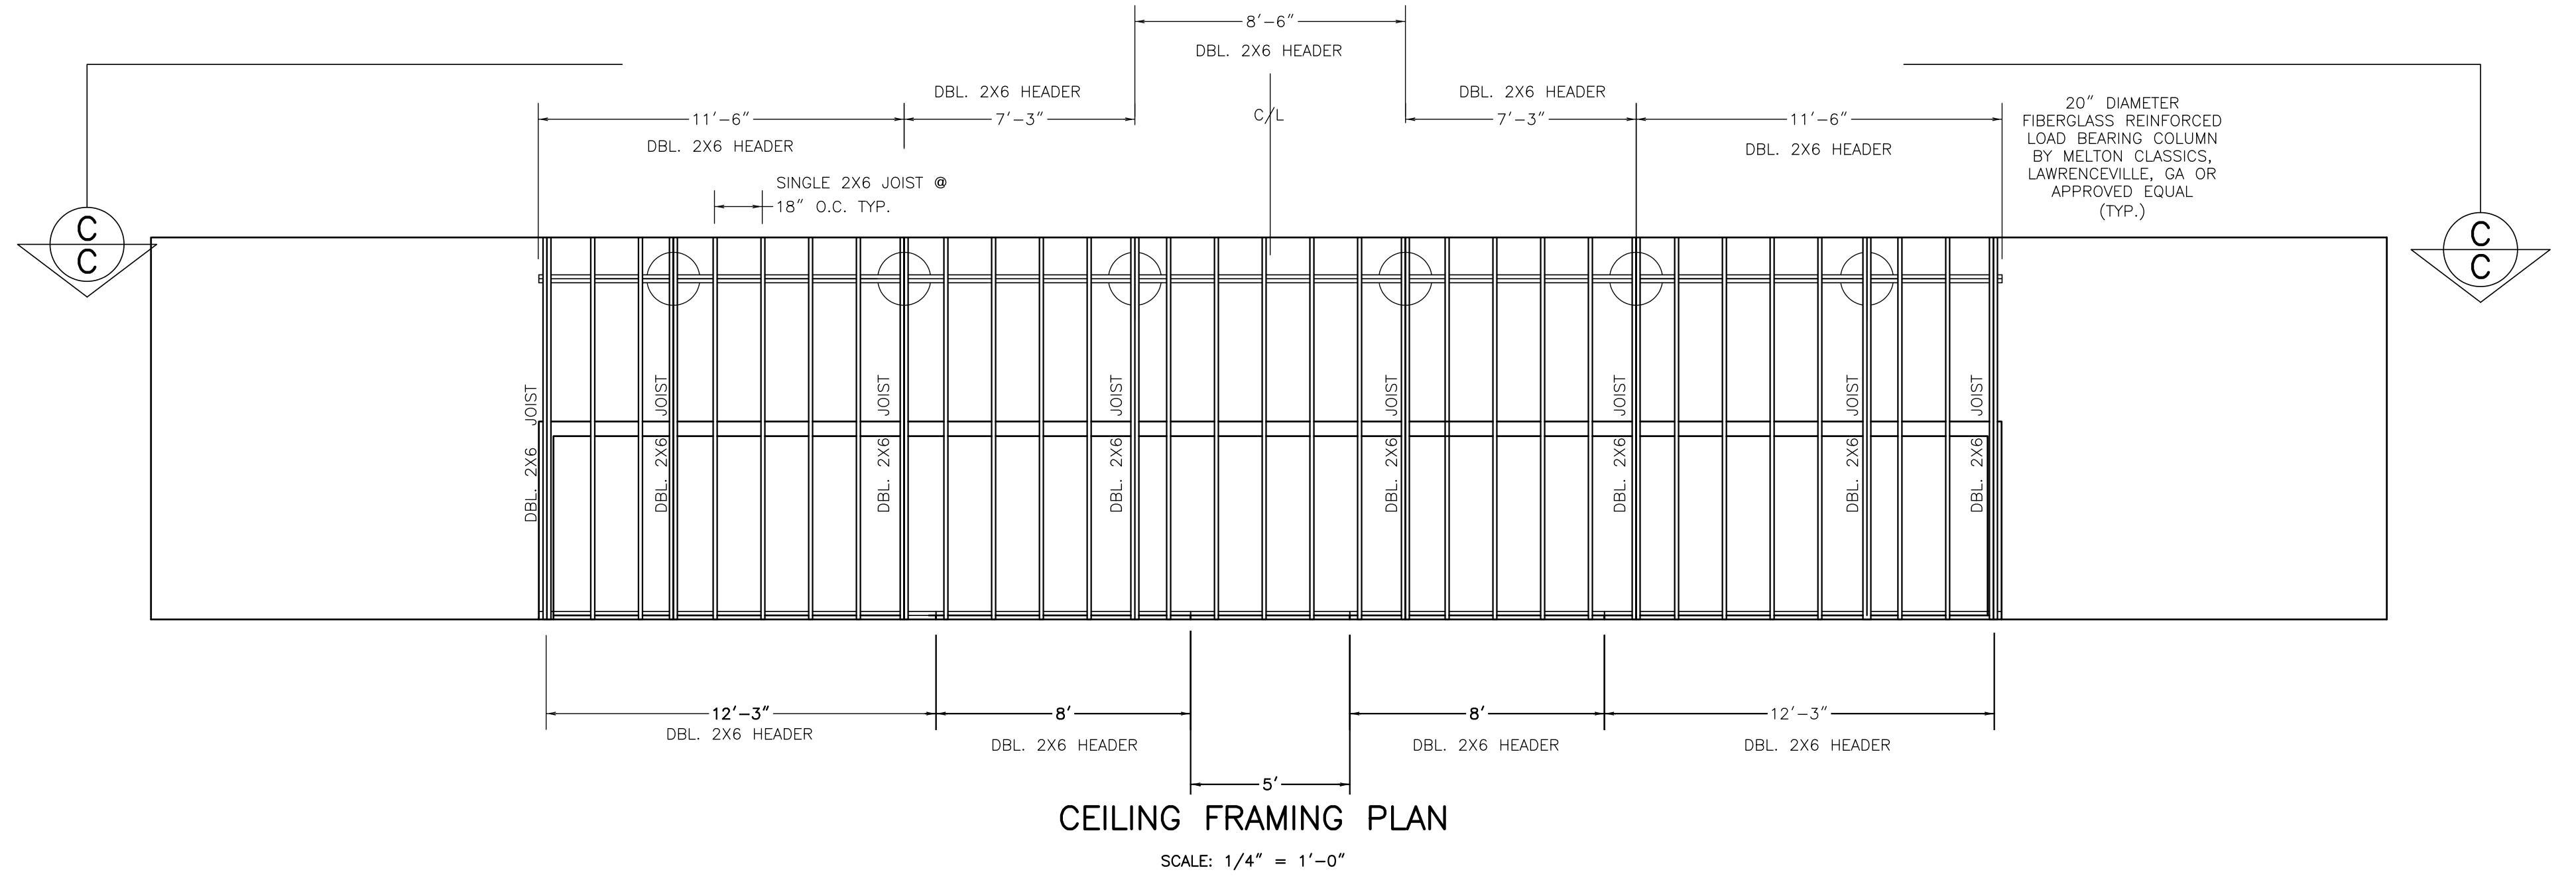 8'-6"
DBL. 2X6 HEADER
DBL. 2X6 HEADER
DBL. 2X6 HEADER
11'-6"
7'-3"
C/L
7'-3"
11'-6"
DBL. 2X6 HEADER
DBL. 2X6 HEADER
20" DIAMETER
FIBERGLASS REINFORCED
LOAD BEARING COLUMN
BY MELTON CLASSICS,
LAWRENCEVILLE, GA OR
APPROVED EQUAL
(TYP.)
SINGLE 2X6 JOIST @
18" O.C. TYP.
C
C
C
C
DBL. 2X6 JOIST
DBL. 2X6 JOIST
DBL. 2X6 JOIST
DBL. 2X6 JOIST
DBL. 2X6 JOIST
DBL. 2X6 JOIST
DBL. 2X6 JOIST
DBL. 2X6 JOIST
12'-3"
8'
8'
12'-3"
DBL. 2X6 HEADER
DBL. 2X6 HEADER
DBL. 2X6 HEADER
DBL. 2X6 HEADER
5'
CEILING FRAMING PLAN
SCALE: 1/4" = 1'-0"